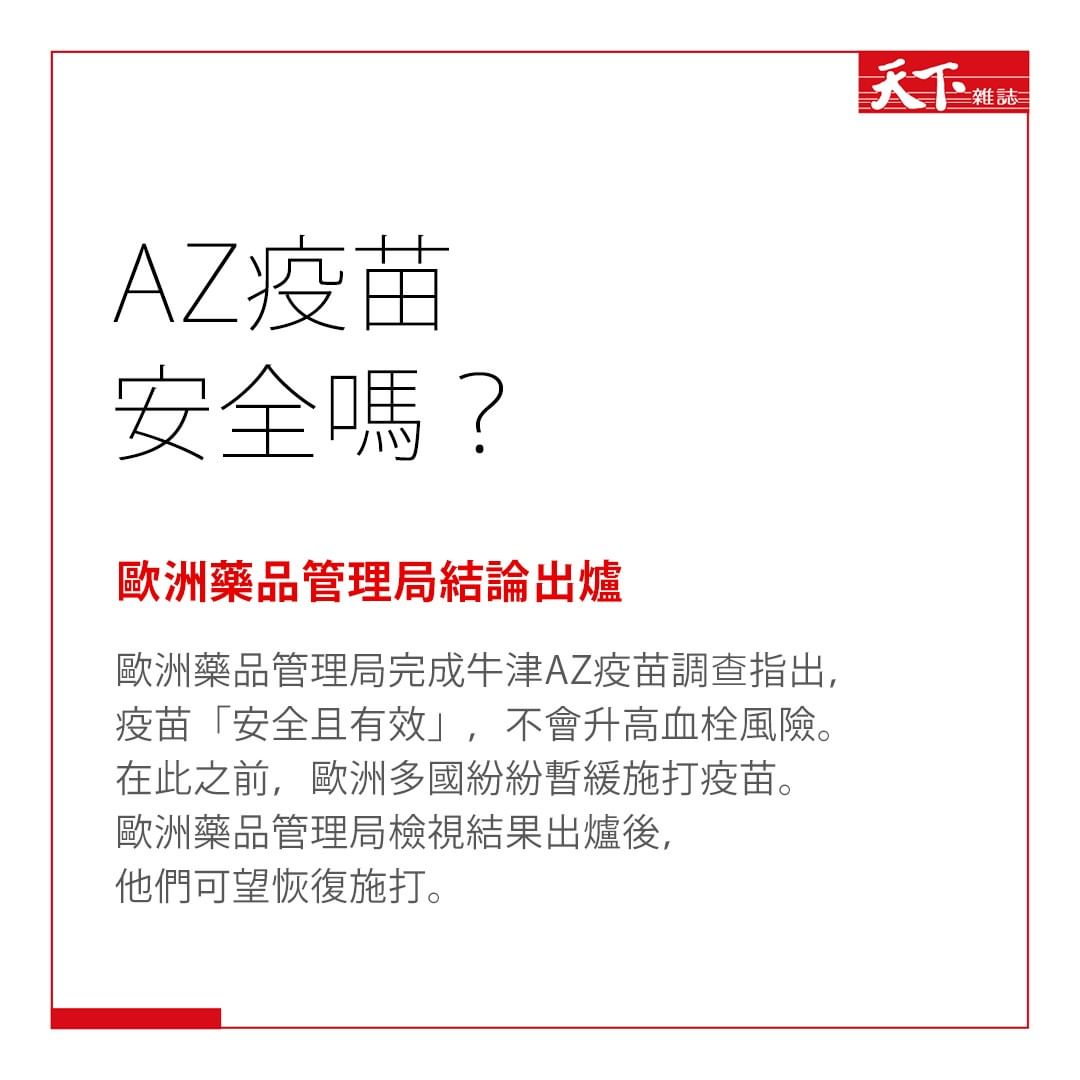 天下雜誌
AZ疫苗
安全嗎？
歐洲藥品管理局結論出爐
歐洲藥品管理局完成牛津AZ疫苗調查指出，
疫苗「安全且有效」，不會升高血栓風險。
在此之前，歐洲多國紛紛暫緩施打疫苗。
歐洲藥品管理局檢視結果出爐後，
他們可望恢復施打。